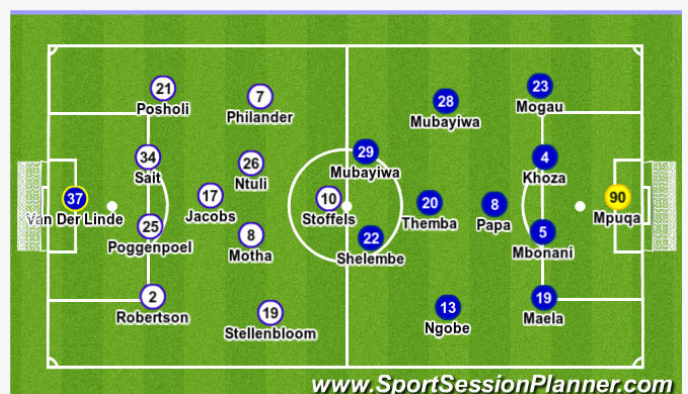 21
Posholi
7
Philander
28
Mubayiwa
23
Mogau
34
Sait
26
Ntuli
29
Mubayiwa
4
Khoza
37
Van Der Linde
17
Jacobs
10
Stoffels
20
Themba
8
Papa
90
Mpuqa
25
Poggenpoel
8
Motha
22
Shelembe
5
Mbonani
2
Robertson
19
Stellenbloom
13
Ngobe
19
Maela
www.SportSessionPlanner.com